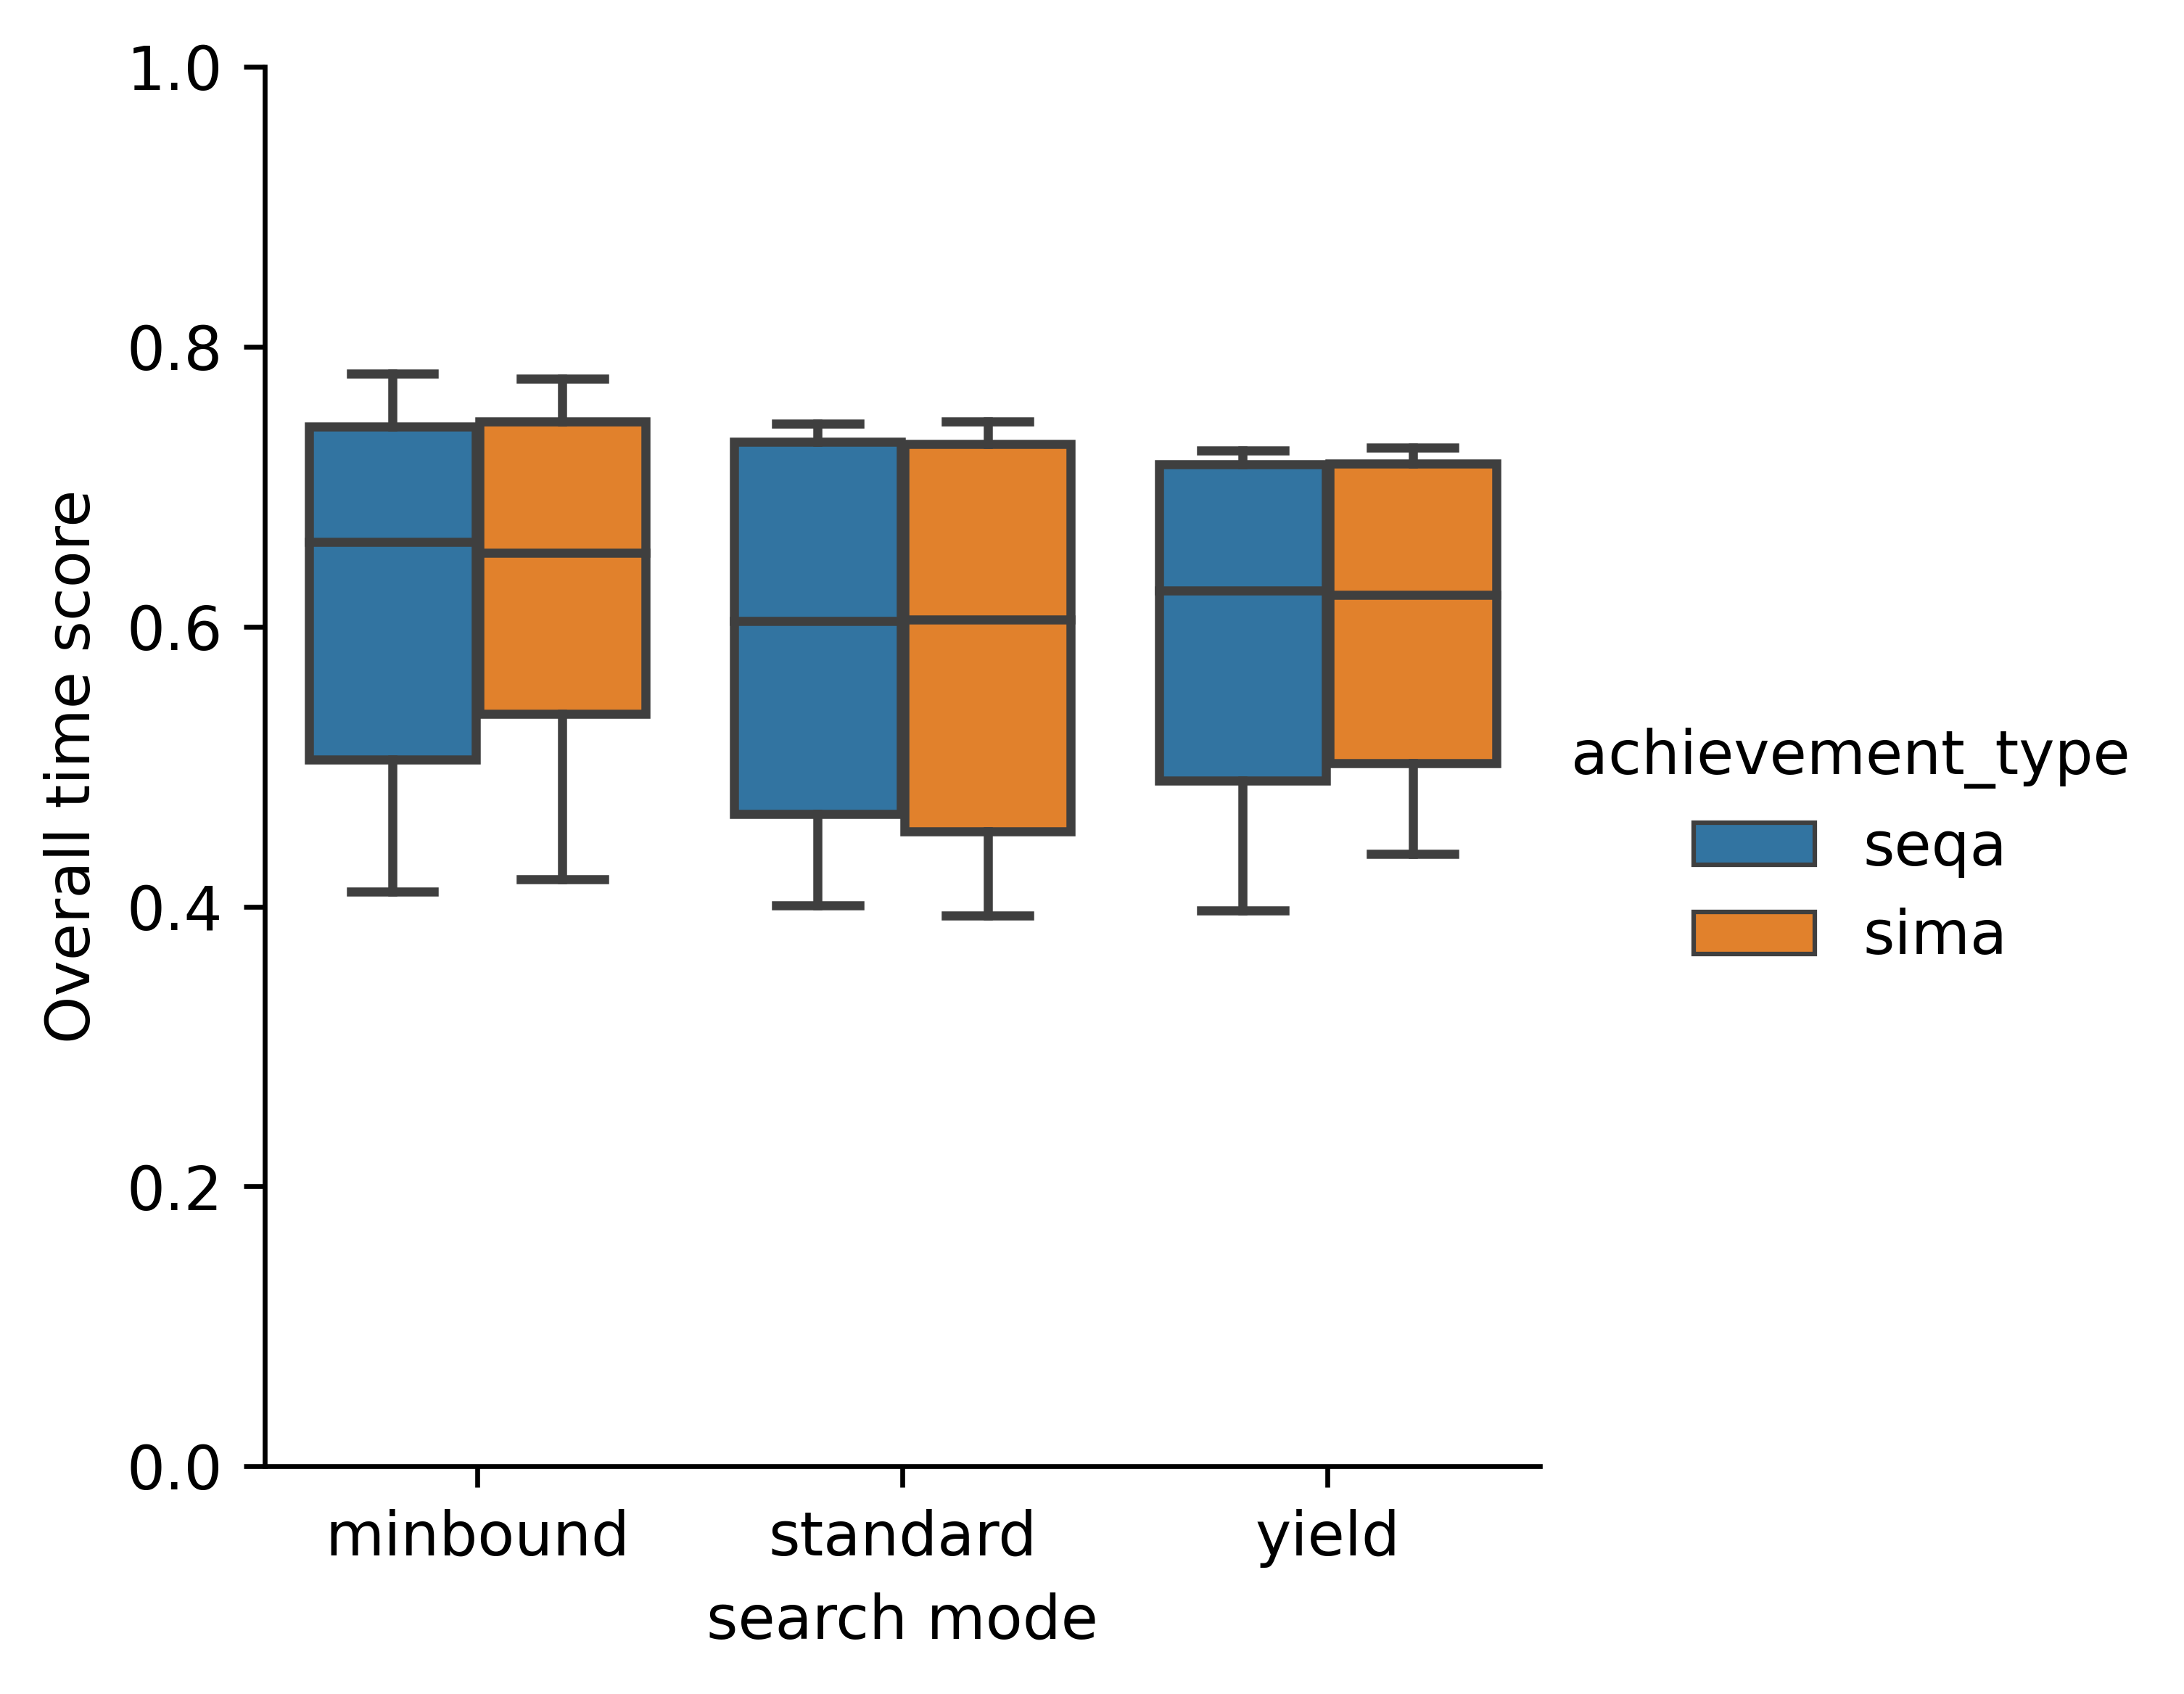 1.0
0.8
0.6
0.4
0.2
0.0
Overall time score
minbound
standard
yield
search mode
achievement_type
seqa
sima